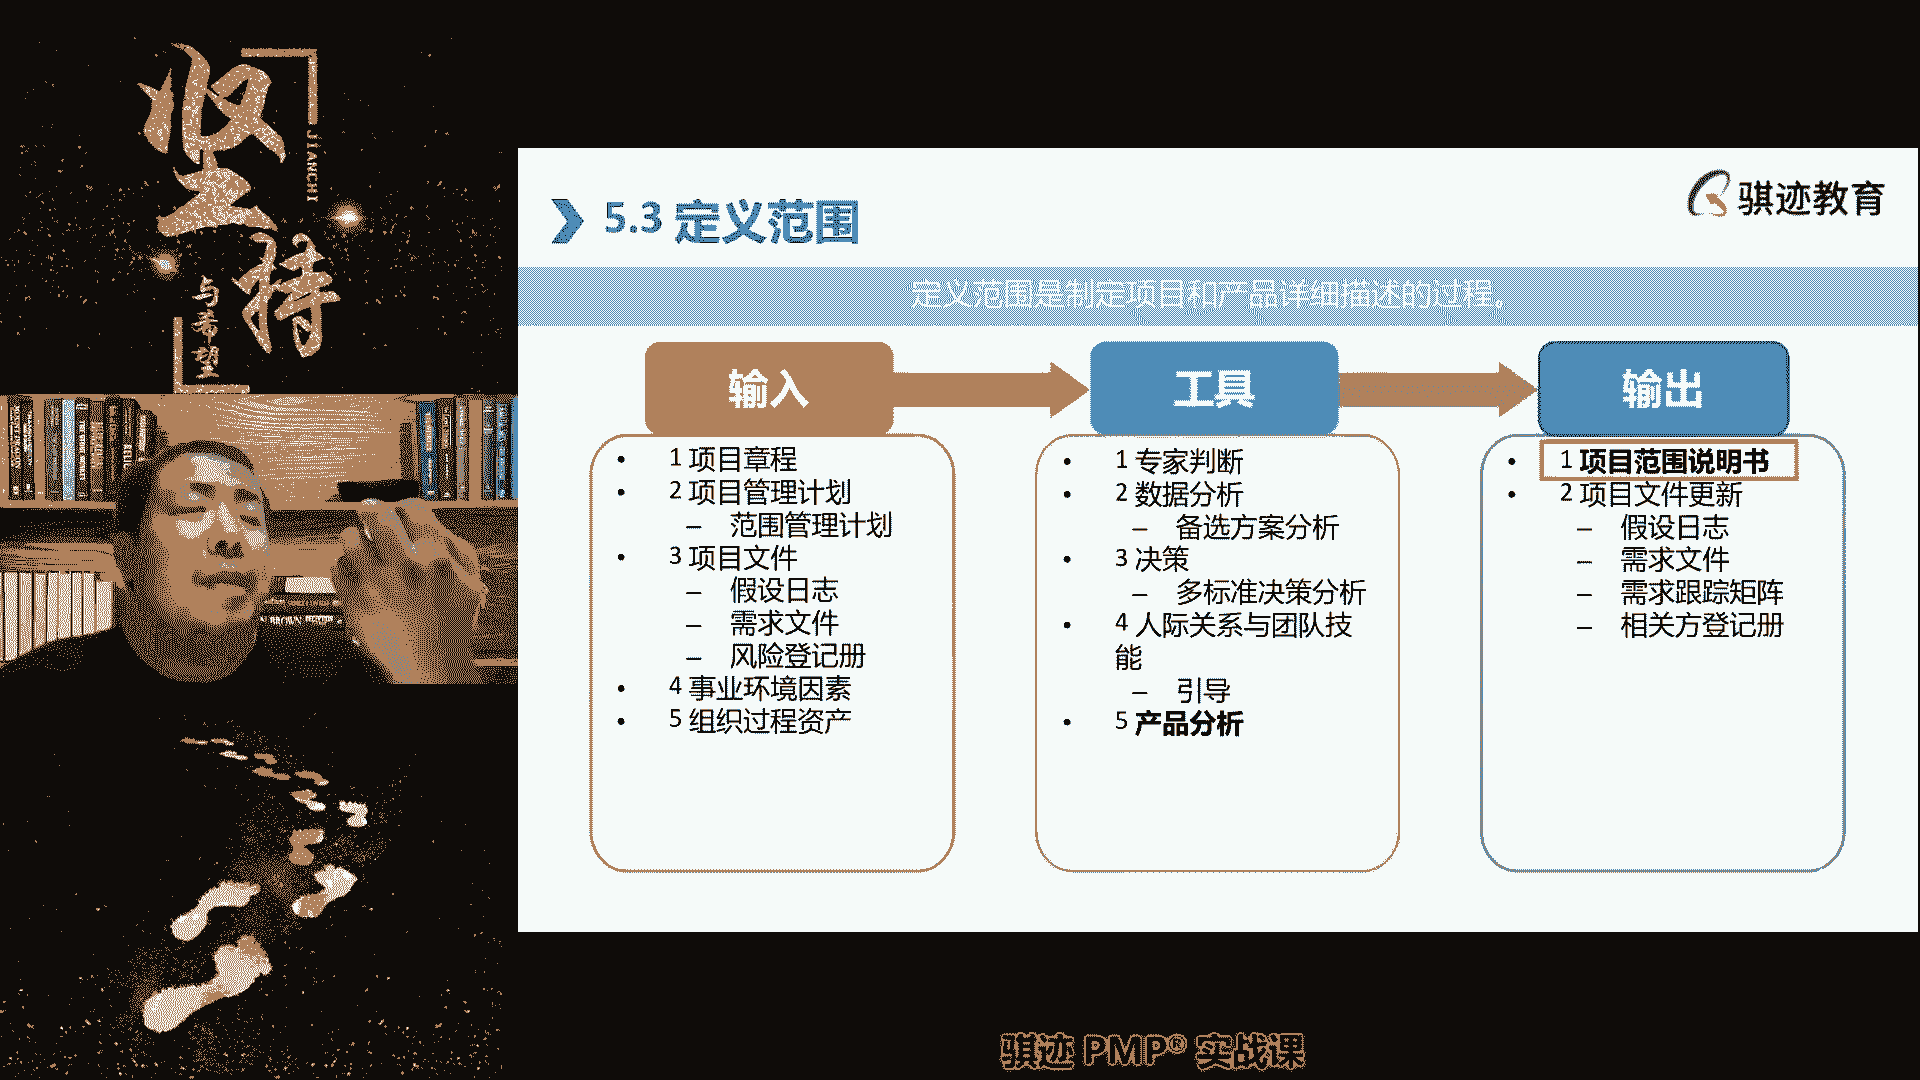 坚持
JIANCHI
与希望
BROWN
骐迹教育
5.3 定义范围
定义范围是制定项目和产品详细描述的过程。
输入
• 1 项目章程
• 2 项目管理计划
– 范围管理计划
• 3 项目文件
– 假设日志
– 需求文件
– 风险登记册
• 4 事业环境因素
• 5 组织过程资产
工具
• 1 专家判断
• 2 数据分析
– 备选方案分析
• 3 决策
– 多标准决策分析
• 4 人际关系与团队技
能
– 引导
• 5 产品分析
输出
• 1 项目范围说明书
• 2 项目文件更新
– 假设日志
– 需求文件
– 需求跟踪矩阵
– 相关方登记册
骐迹 PMP® 实战课